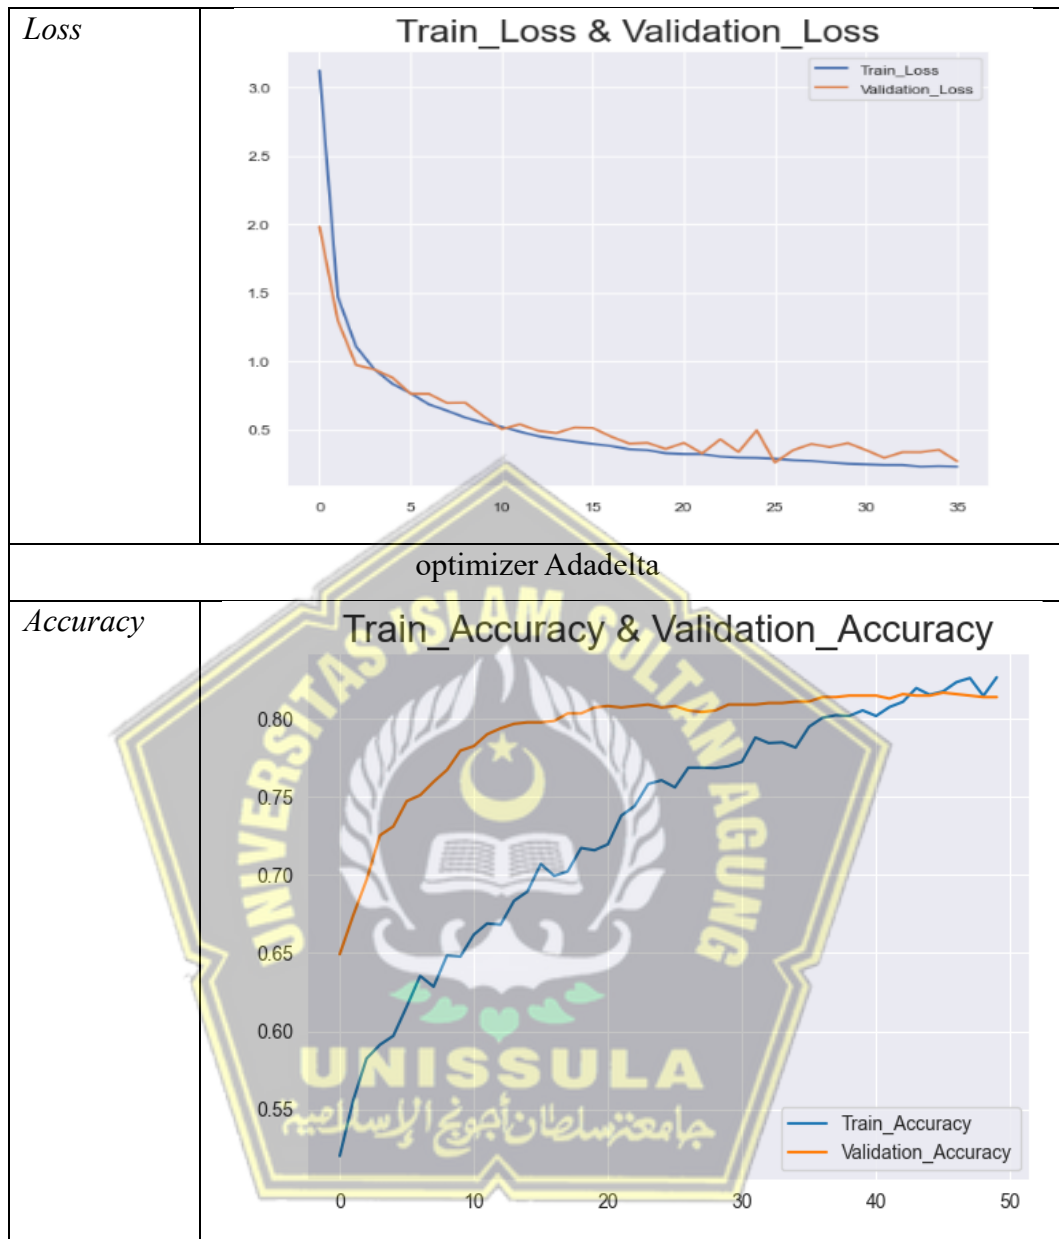 Loss
Train_Loss & Validation_Loss
Train_Loss
Validation_Loss
3.0
2.5
2.0
1.5
1.0
0.5
0 5 10 15 20 25 30 35
optimizer Adadelta
Accuracy
Train_Accuracy & Validation_Accuracy
0.80
0.75
0.70
0.65
0.60
0.55
Train_Accuracy
Validation_Accuracy
0 10 20 30 40 50
UNIVERSITAS ISLAM SULTAN AGUNG
UNISSULA
جامعة سلطان أجونج الإسلامية